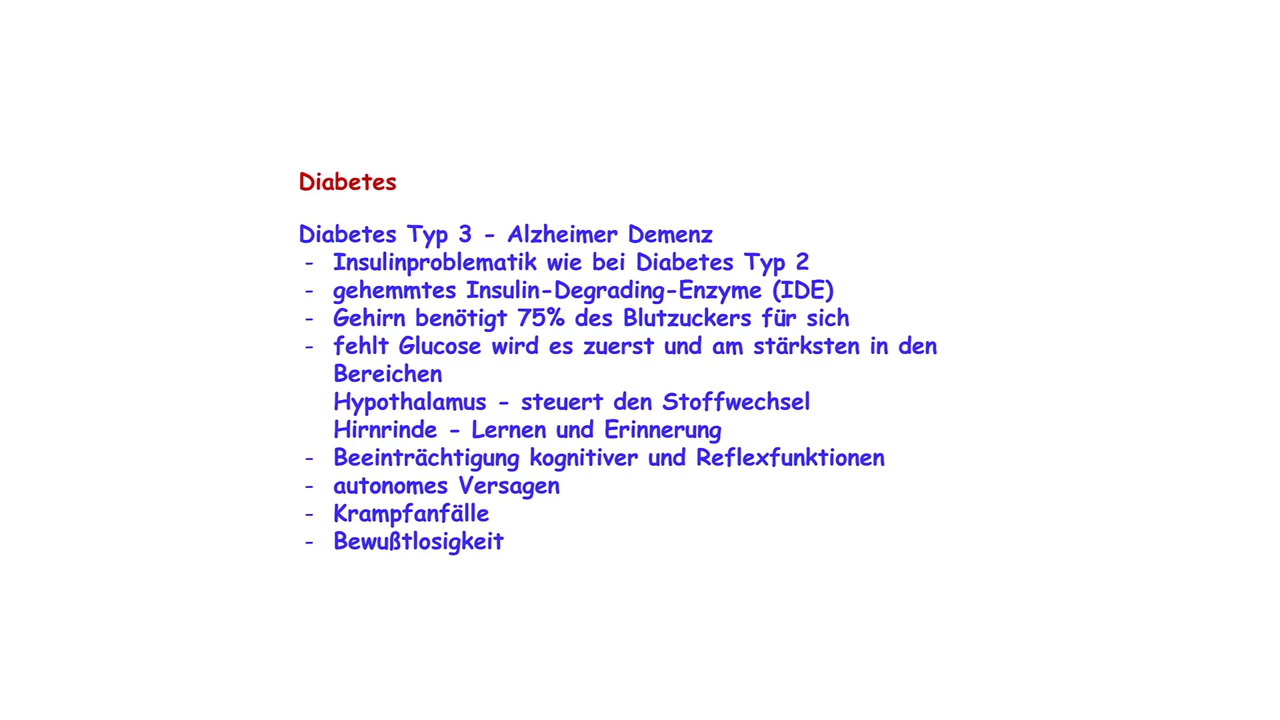 Diabetes
Diabetes Typ 3 - Alzheimer Demenz
- Insulinproblematik wie bei Diabetes Typ 2
- gehemmtes Insulin-Degrading-Enzyme (IDE)
- Gehirn benötigt 75% des Blutzuckers für sich
- fehlt Glucose wird es zuerst und am stärksten in den
Bereichen
Hypothalamus - steuert den Stoffwechsel
Hirnrinde - Lernen und Erinnerung
- Beeinträchtigung kognitiver und Reflexfunktionen
- autonomes Versagen
- Krampfanfälle
- Bewußtlosigkeit